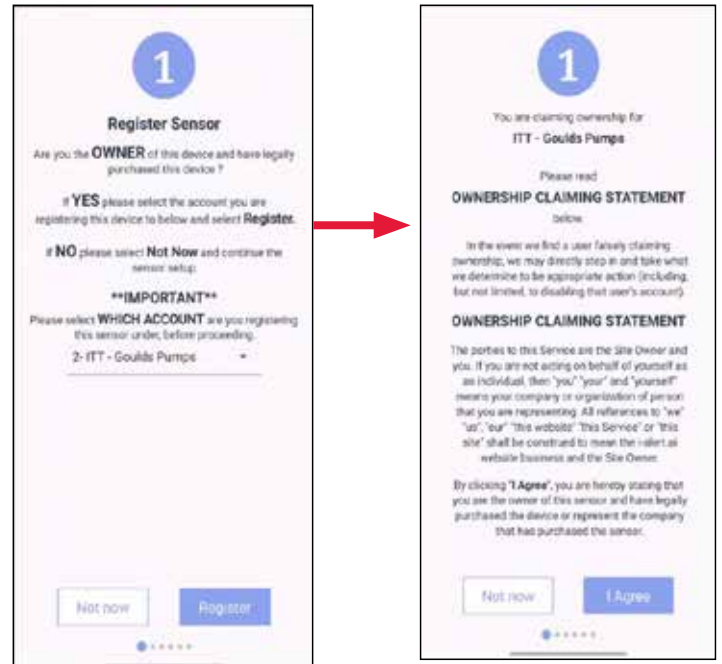 1
Register Sensor
Are you the OWNER of this device and have legally
purchased this device ?
If YES please select the account you are
registering this device to below and select Register.
If NO please select Not Now and continue the
sensor setup
**IMPORTANT**
Please select WHICH ACCOUNT are you registering
this sensor under, before proceeding.
2- ITT - Goulds Pumps
Not now
Register
1
You are claiming ownership for
ITT - Goulds Pumps
Please read
OWNERSHIP CLAIMING STATEMENT
below.
In the event we find a user falsely claiming
ownership, we may directly step in and take what
we determine to be appropriate action (including,
but not limited, to disabling that user's account).
OWNERSHIP CLAIMING STATEMENT
The parties to this Service are the Site Owner and
you. If you are not acting on behalf of yourself as
an individual, then "you" "your" and "yourself"
means your company or organization of person
that you are representing. All references to "we"
"us", "our" "this website" "this Service" or "this
site" shall be construed to mean the i-alert.ai
website business and the Site Owner.
By clicking "I Agree", you are hereby stating that
you are the owner of this sensor and have legally
purchased the device or represent the company
that has purchased the sensor.
Not now
I Agree